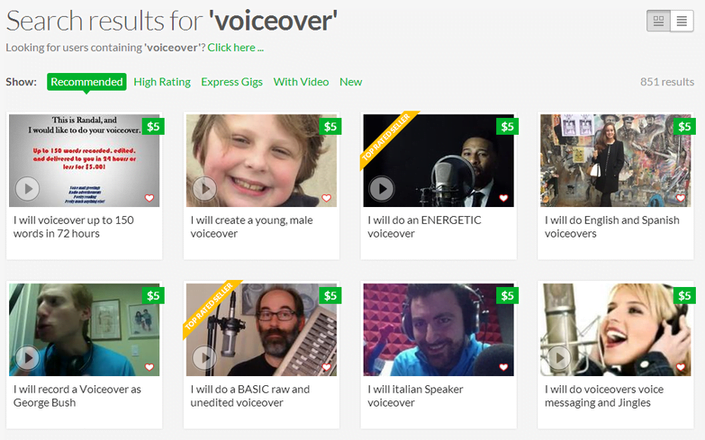 Search results for 'voiceover'
Looking for users containing 'voiceover'? Click here ...
Show: Recommended High Rating Express Gigs With Video New 851 results
This is Randal, and
I would like to do your voiceover.
Up to 150 words recorded, edited,
and delivered to you in 24 hours or
less for $5.00!
$5
I will voiceover up to 150
words in 72 hours
$5
I will create a young, male
voiceover
TOP RATED SELLER
$5
I will do an ENERGETIC
voiceover
$5
I will do English and Spanish
voiceovers
$5
I will record a Voiceover as
George Bush
TOP RATED SELLER
$5
I will do a BASIC raw and
unedited voiceover
$5
I will italian Speaker
voiceover
$5
I will do voiceovers voice
messaging and Jingles